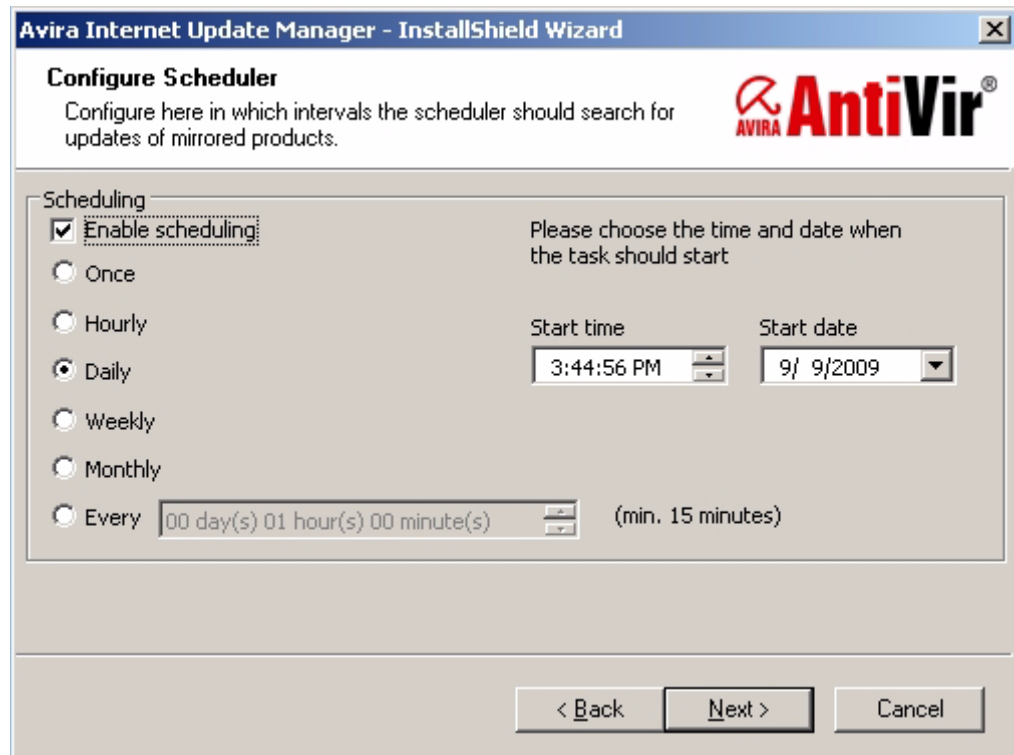 Avira Internet Update Manager - InstallShield Wizard
Configure Scheduler
Configure here in which intervals the scheduler should search for
updates of mirrored products.
AVIRA AntiVir®
Scheduling
Enable scheduling
Please choose the time and date when
the task should start
Once
Hourly
Start time Start date
Daily
3:44:56 PM 9/ 9/2009
Weekly
Monthly
Every 00 day(s) 01 hour(s) 00 minute(s) (min. 15 minutes)
< Back Next > Cancel